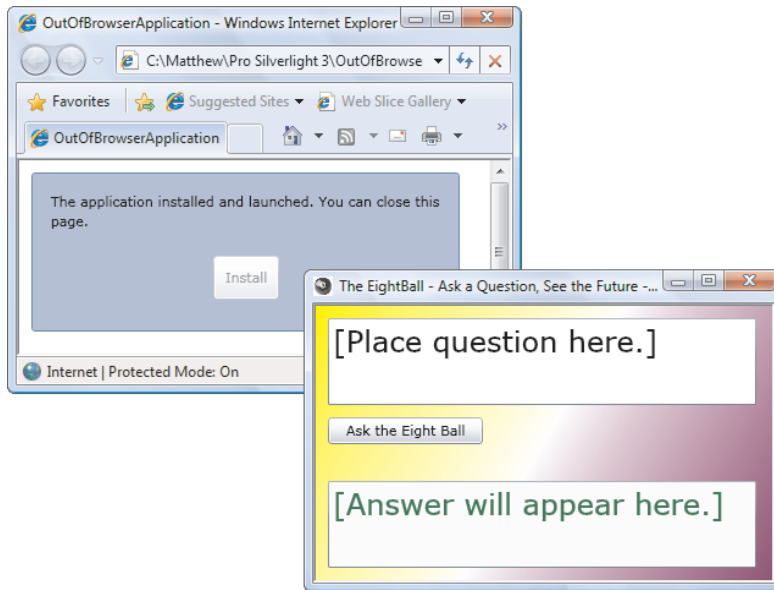 OutOfBrowserApplication - Windows Internet Explorer
C:\Matthew\Pro Silverlight 3\OutOfBrowse
Favorites Suggested Sites Web Slice Gallery
OutOfBrowserApplication
The application installed and launched. You can close this
page.
Install
Internet | Protected Mode: On
The EightBall - Ask a Question, See the Future -...
[Place question here.]
Ask the Eight Ball
[Answer will appear here.]